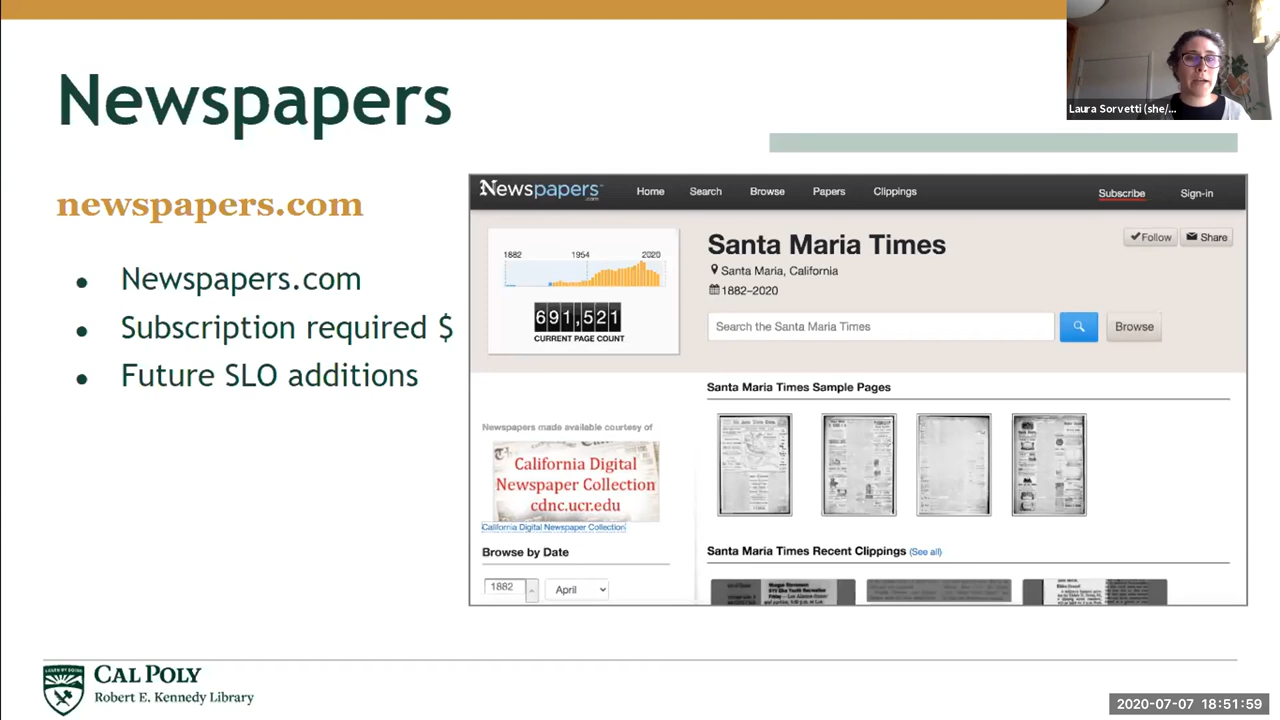 Newspapers
Laura Sorvetti (she/...
newspapers.com
● Newspapers.com
● Subscription required $
● Future SLO additions
Newspapers .com
Home Search Browse Papers Clippings Subscribe Sign-in
1882 1954 2020
691,521
CURRENT PAGE COUNT
Santa Maria Times
Follow Share
Santa Maria, California
1882–2020
Search the Santa Maria Times
Browse
Newspapers made available courtesy of
California Digital
Newspaper Collection
cdnc.ucr.edu
California Digital Newspaper Collection
Browse by Date
1882 April
Santa Maria Times Sample Pages
Santa Maria Times Recent Clippings (See all)
CAL POLY
Robert E. Kennedy Library
2020-07-07 18:51:59